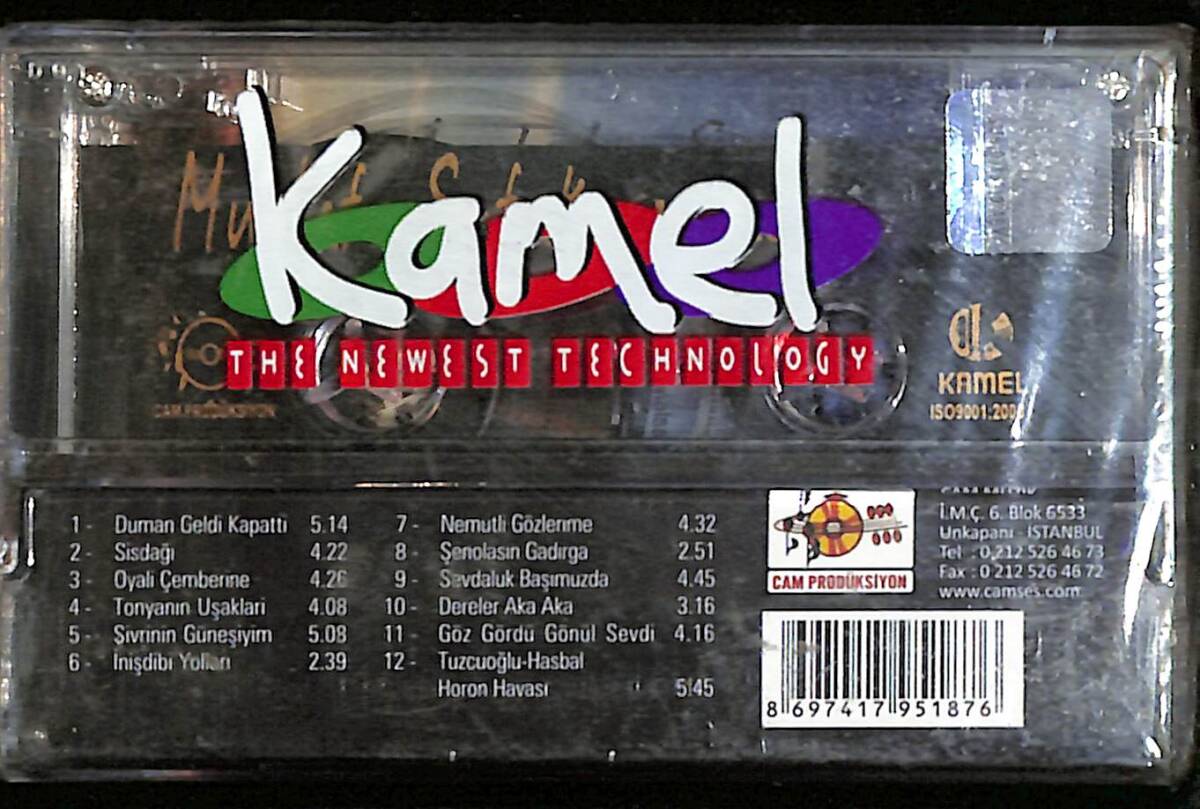 Kamel
THE NEWEST TECHNOLOGY
CAM PRODÜKSİYON
KAMEL
ISO9001:200
1 - Duman Geldi Kapattı 5.14
2 - Sisdağı 4.22
3 - Oyali Çemberine 4.26
4 - Tonyanın Uşaklari 4.08
5 - Şivrinin Güneşiyim 5.08
6 - İnişdibi Yolları 2.39
7 - Nemutli Gözlerime 4.32
8 - Şenolasın Gadırga 2.51
9 - Sevdaluk Başımuzda 4.45
10 - Dereler Aka Aka 3.16
11 - Göz Gördü Gönül Sevdi 4.16
12 - Tuzcuoğlu-Hasbal
Horon Havası 5.45
CAM PRODÜKSİYON
İ.M.Ç. 6. Blok 6533
Unkapanı - İSTANBUL
Tel : 0.212 526 46 73
Fax : 0 212 526 46 72
www.camses.com
8 697417 951876